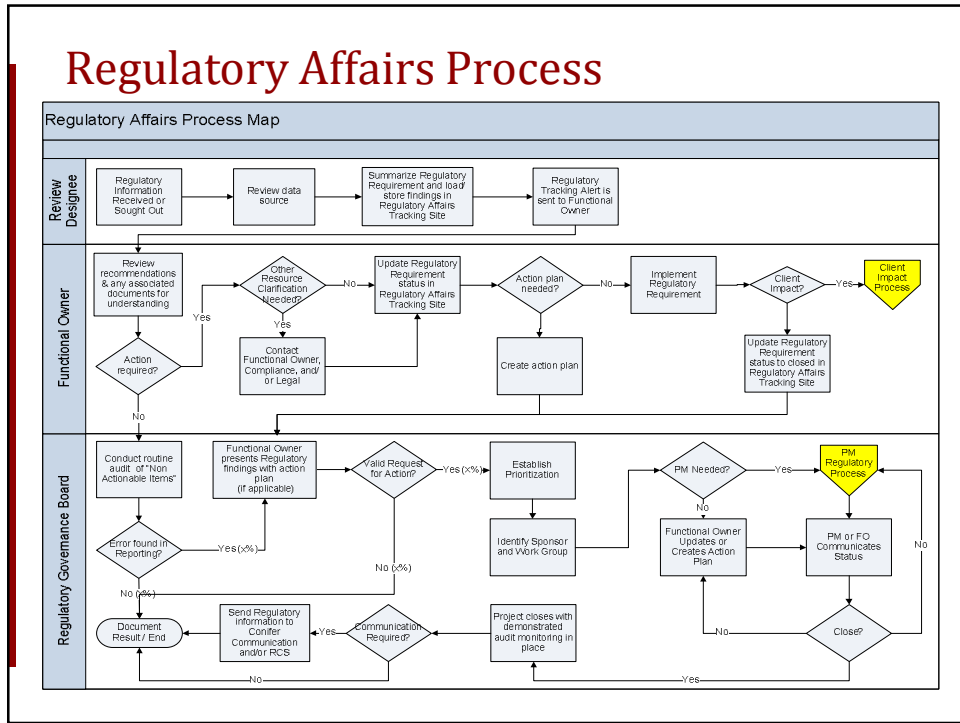 Regulatory Affairs Process
Regulatory Affairs Process Map
Review
Designee
Regulatory
Information
Received or
Sought Out
Review data
source
Summarize Regulatory
Requirement and load/
store findings in
Regulatory Affairs
Tracking Site
Regulatory
Tracking Alert is
sent to Functional
Owner
Functional Owner
Review
recommendations
& any associated
documents for
understanding
Other
Resource
Clarification
Needed?
No
Update Regulatory
Requirement
status in
Regulatory Affairs
Tracking Site
Action plan
needed?
No
Implement
Regulatory
Requirement
Client
Impact?
Yes
Client
Impact
Process
Yes
Yes
Action
required?
Contact
Functional Owner,
Compliance, and/
or Legal
Create action plan
Update Regulatory
Requirement
status to closed in
Regulatory Affairs
Tracking Site
No
Regulatory Governance Board
Conduct routine
audit of "Non
Actionable Items"
Functional Owner
presents Regulatory
findings with action
plan
(if applicable)
Valid Request
for Action?
Yes (x%)
Establish
Prioritization
PM Needed?
Yes
PM
Regulatory
Process
No
Error found in
Reporting?
Yes (x%)
No (x%)
Identify Sponsor
and Work Group
Functional Owner
Updates or
Creates Action
Plan
PM or FO
Communicates
Status
No
No (x%)
Document
Result / End
Send Regulatory
information to
Conifer
Communication
and/or RCSI
Yes
Communication
Required?
Project closes with
demonstrated
audit monitoring in
place
No
Close?
No
Yes